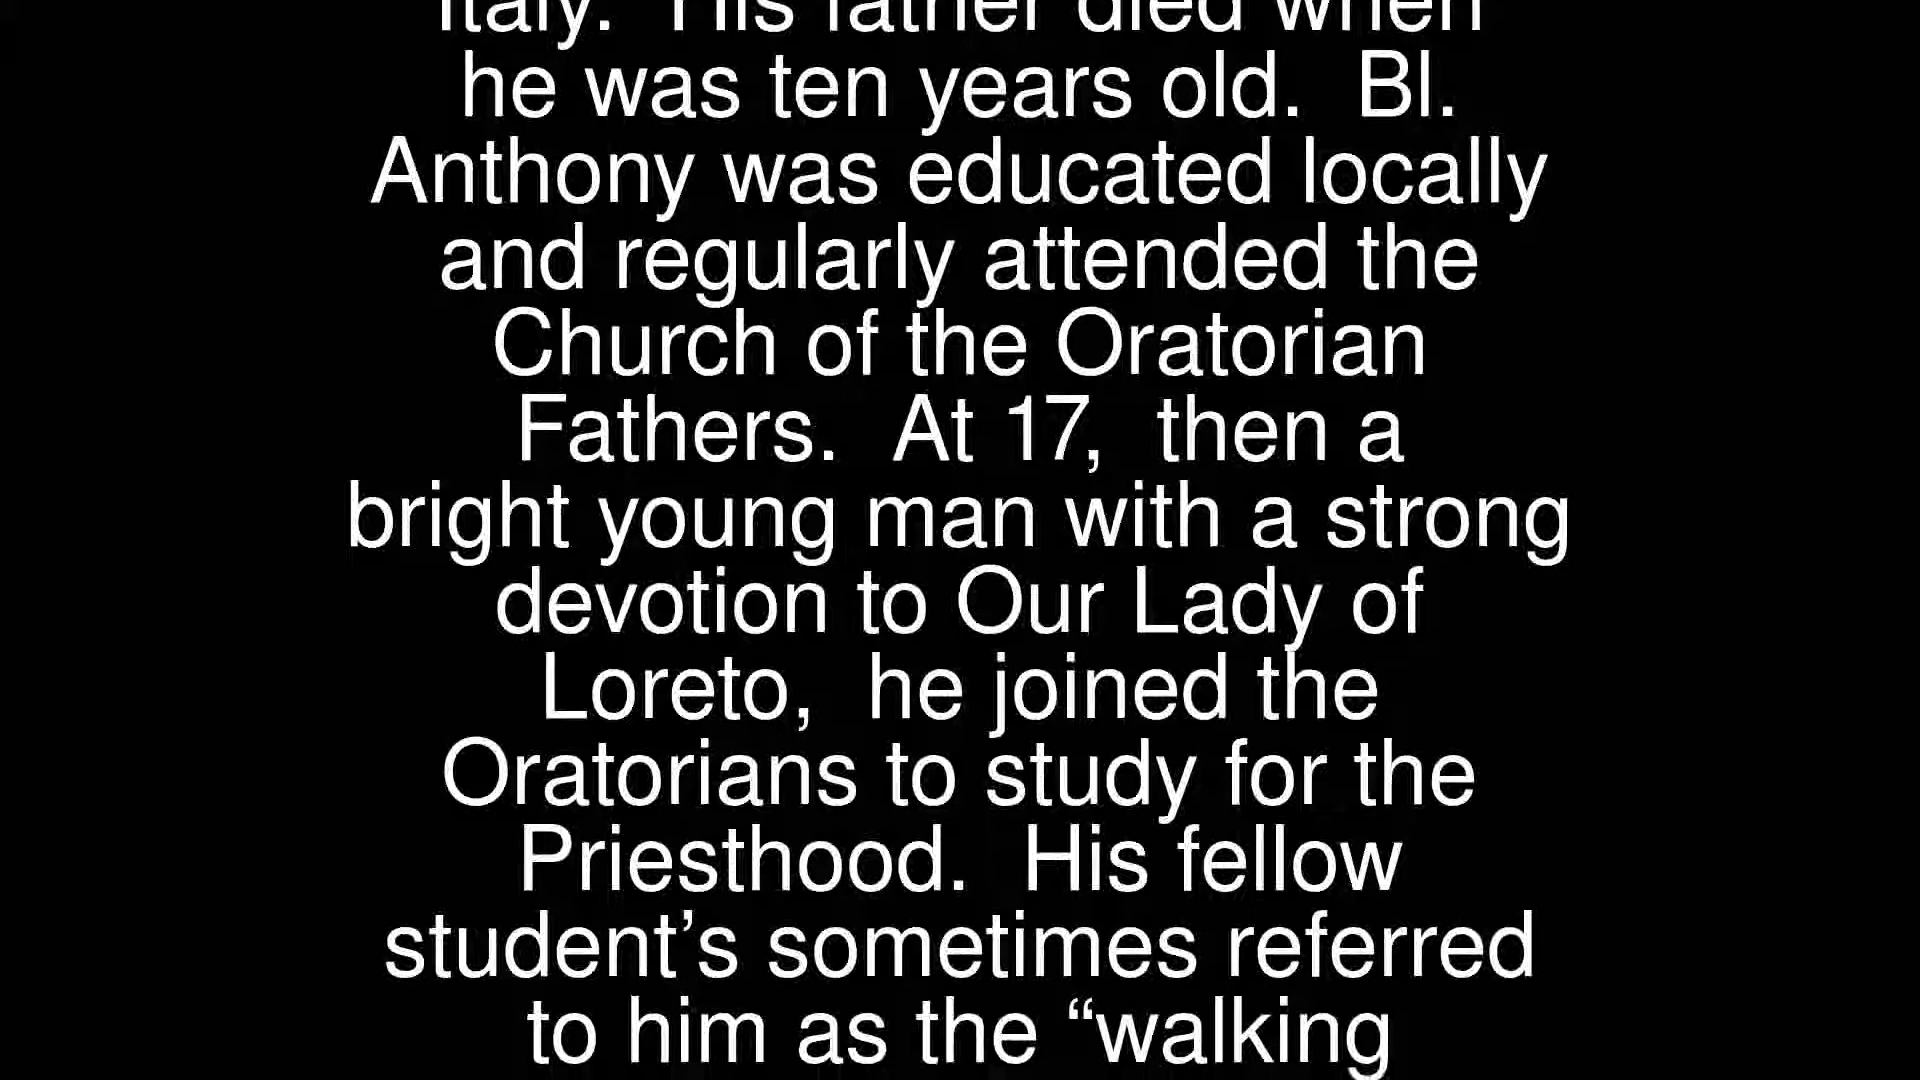 Italy.  His father died when
he was ten years old.  Bl.
Anthony was educated locally
and regularly attended the
Church of the Oratorian
Fathers.  At 17,  then a
bright young man with a strong
devotion to Our Lady of
Loreto,  he joined the
Oratorians to study for the
Priesthood.  His fellow
student’s sometimes referred
to him as the “walking